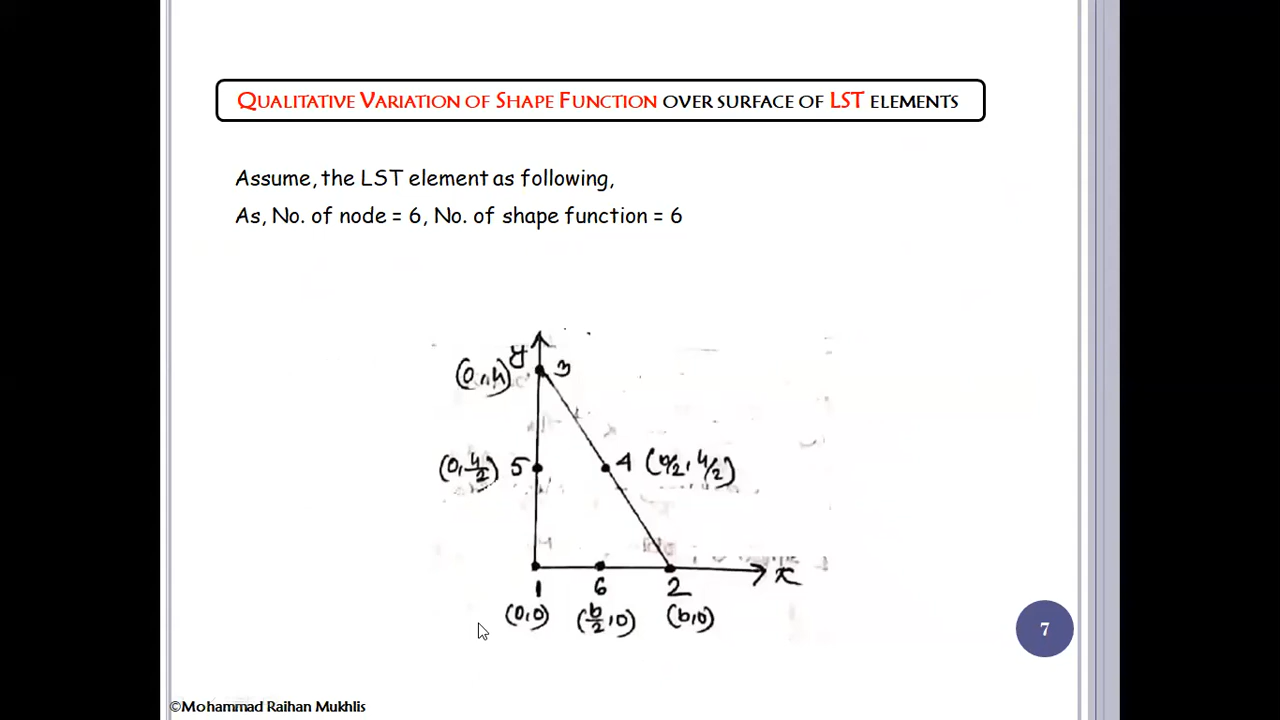 QUALITATIVE VARIATION OF SHAPE FUNCTION OVER SURFACE OF LST ELEMENTS
Assume, the LST element as following,
As, No. of node = 6, No. of shape function = 6
y
(0,h) 3
(0,h/2) 5
4 (b/2,h/2)
x
1 6 2
(0,0) (b/2,0) (b,0)
7
©Mohammad Raihan Mukhlis